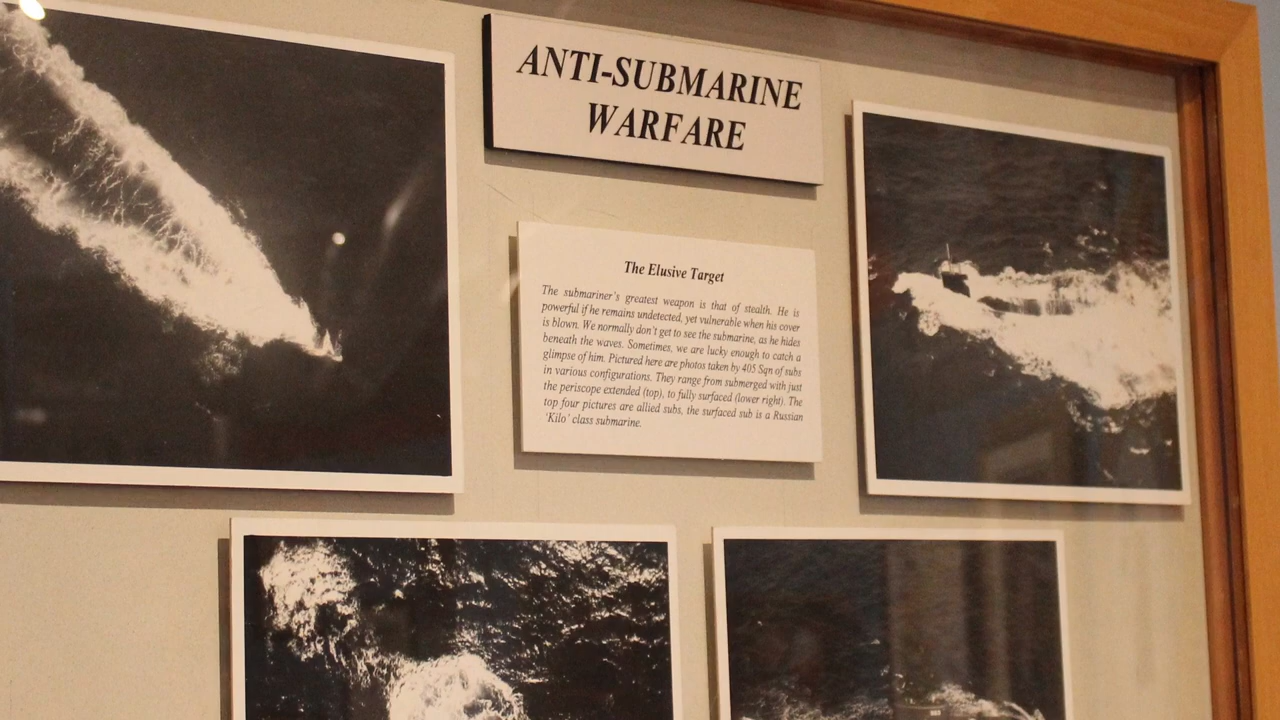 ANTI-SUBMARINE
WARFARE
The Elusive Target
The submariner's greatest weapon is that of stealth. He is
powerful if he remains undetected, yet vulnerable when his cover
is blown. We normally don't get to see the submarine, as he hides
beneath the waves. Sometimes, we are lucky enough to catch a
glimpse of him. Pictured here are photos taken by 405 Sqn of subs
in various configurations. They range from submerged with just
the periscope extended (top), to fully surfaced (lower right). The
top four pictures are allied subs, the surfaced sub is a Russian
'Kilo' class submarine.